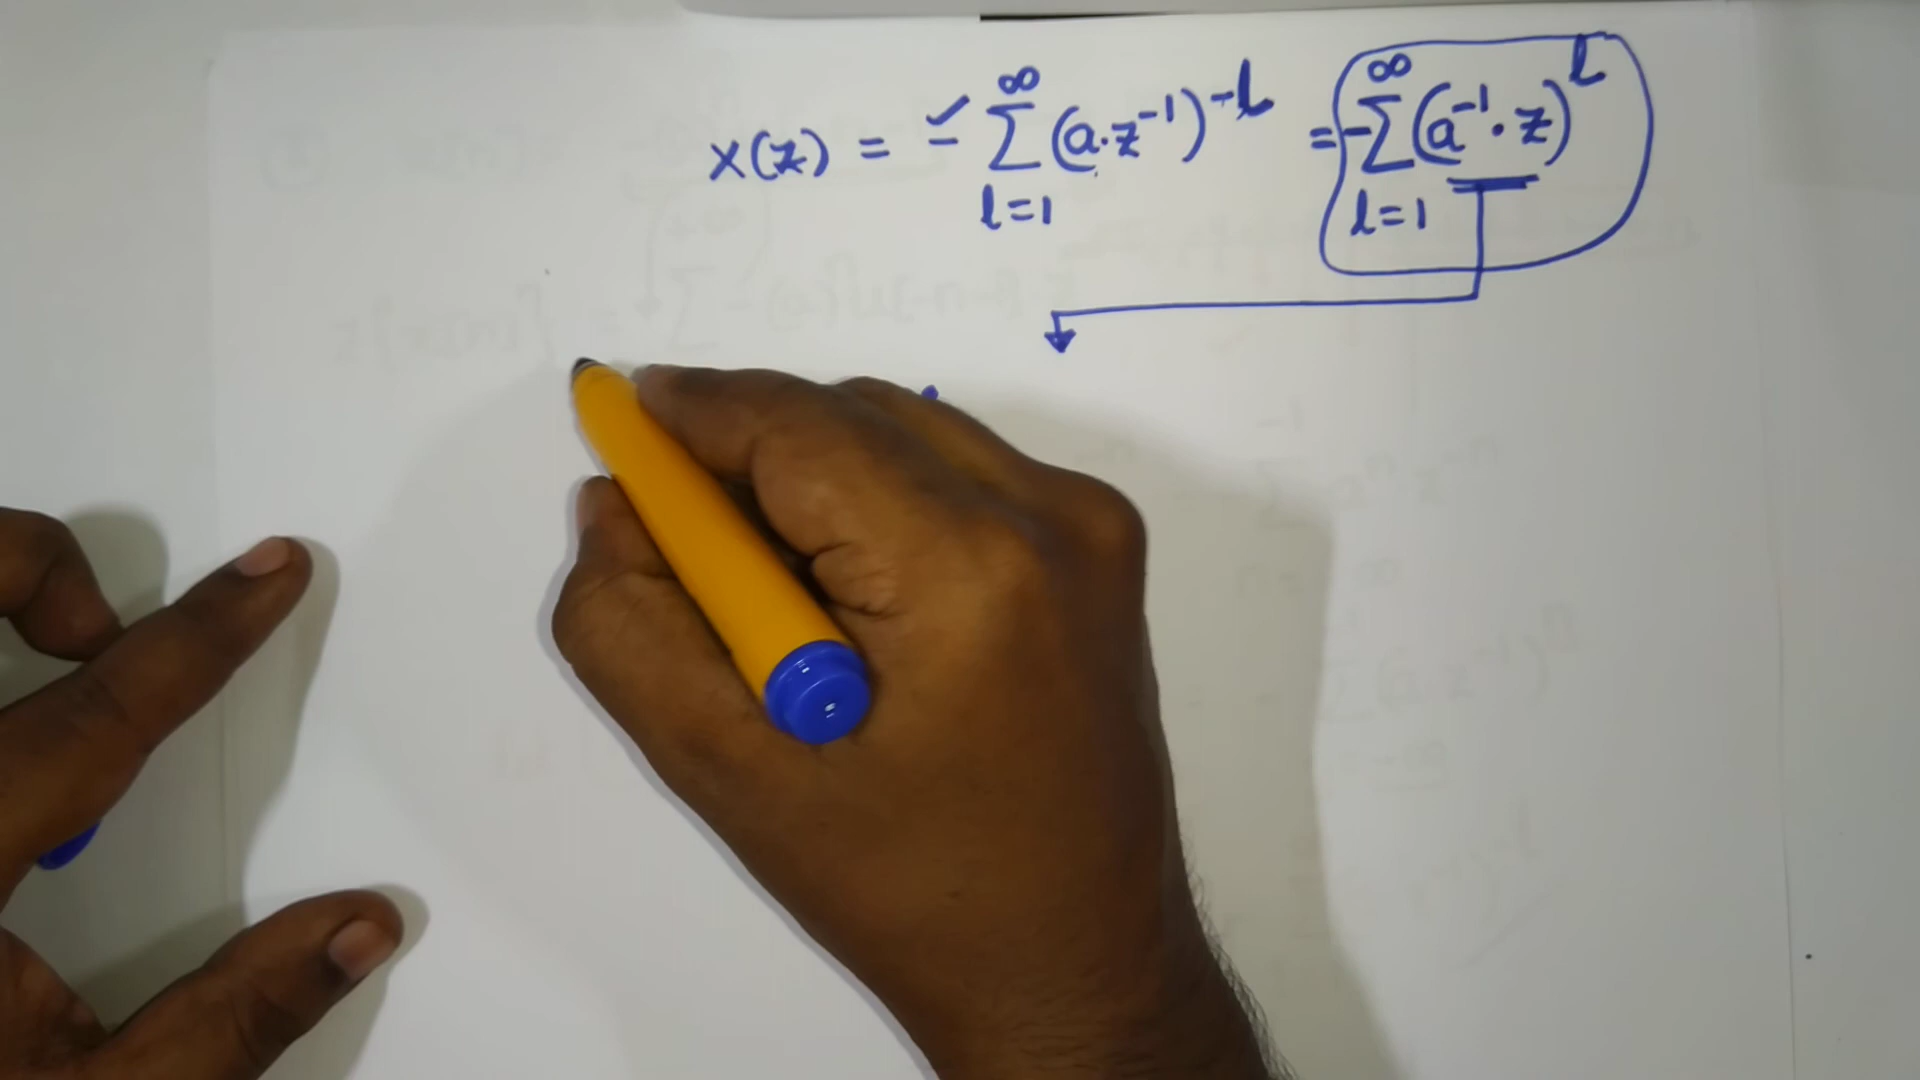 x(z) = - ∞∑l=1 (a·z⁻¹)⁻ˡ = - ∞∑l=1 (a⁻¹·z)ˡ